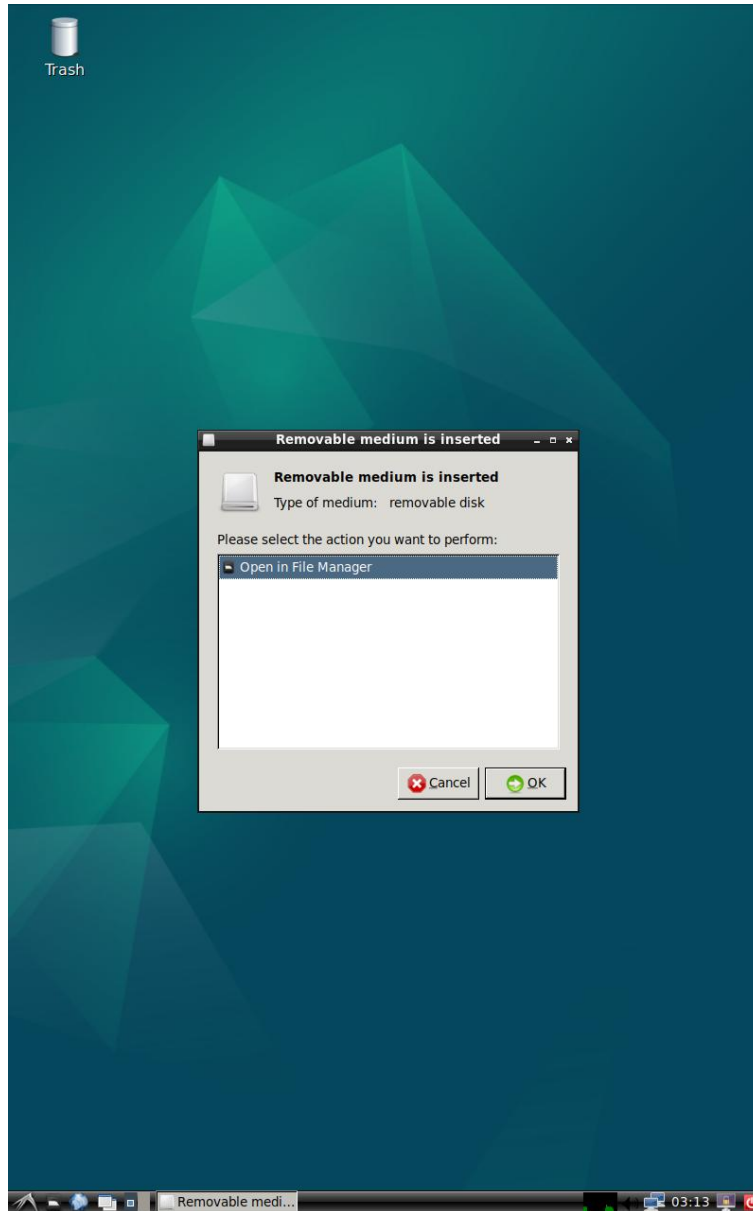 Trash
Removable medium is inserted
Removable medium is inserted
Type of medium: removable disk
Please select the action you want to perform:
Open in File Manager
Cancel
OK
Removable medi...
03:13